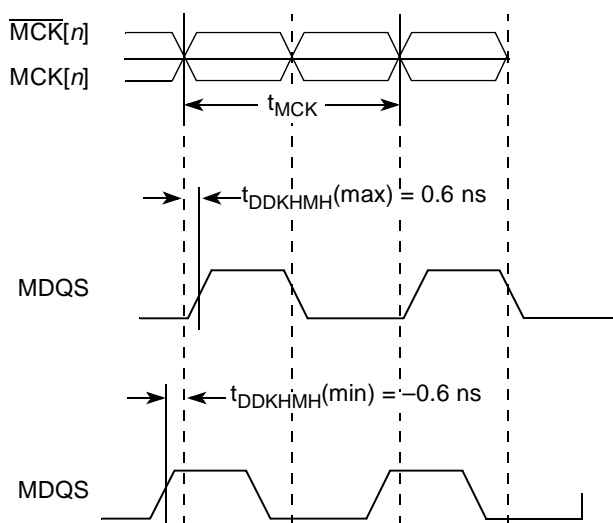 MCK[n]
MCK[n]
tMCK
tDDKHMH(max) = 0.6 ns
MDQS
tDDKHMH(min) = −0.6 ns
MDQS